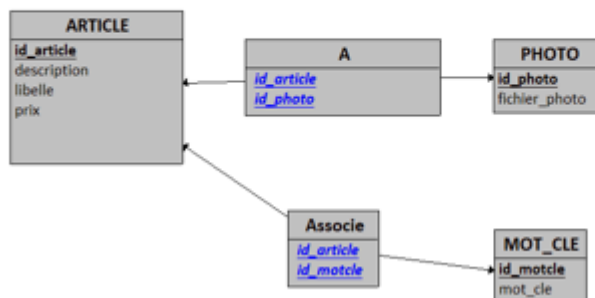 ARTICLE
id_article
description
libelle
prix
A
id_article
id_photo
PHOTO
id_photo
fichier_photo
Associe
id_article
id_motcle
MOT_CLE
id_motcle
mot_cle